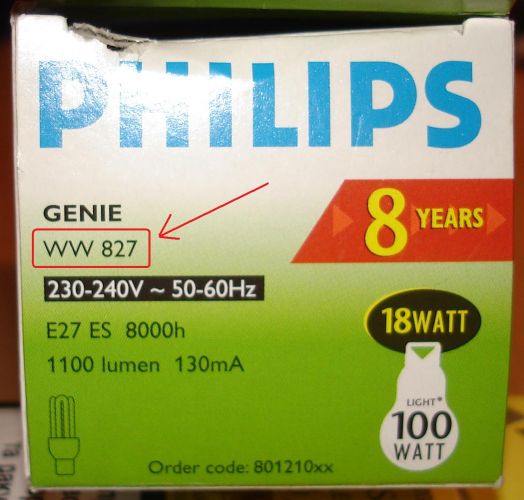 PHILIPS
GENIE
WW 827
8 YEARS
230-240V ~ 50-60Hz
E27 ES 8000h
18WATT
1100 lumen 130mA
LIGHT*
100
WATT
Order code: 801210xx